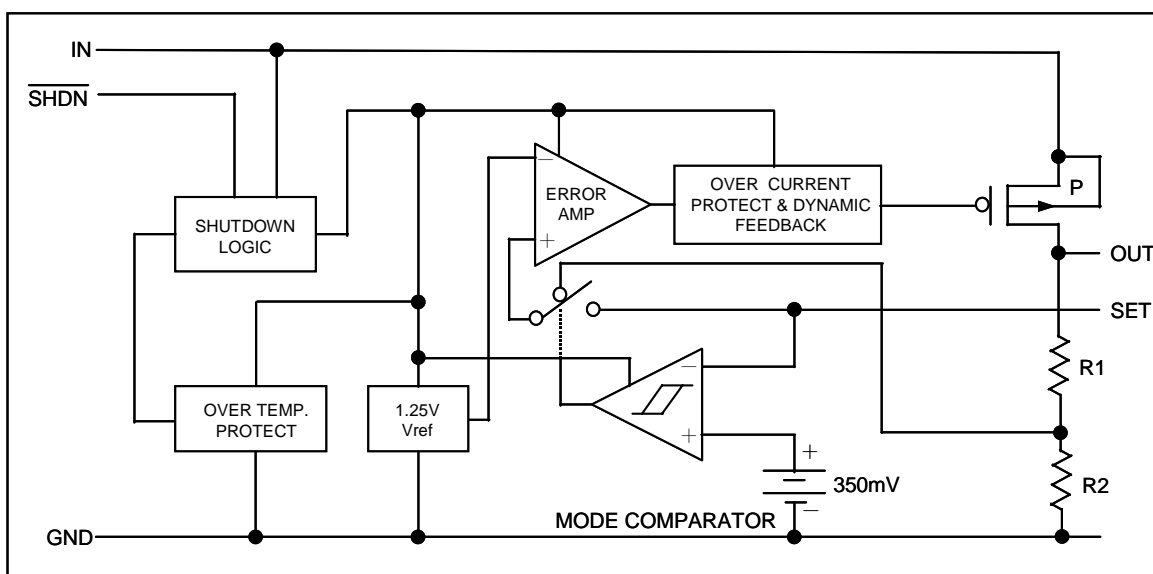 IN
SHDN
SHUTDOWN
LOGIC
OVER TEMP.
PROTECT
1.25V
Vref
−
ERROR
AMP
+
OVER CURRENT
PROTECT & DYNAMIC
FEEDBACK
P
OUT
SET
R1
R2
−
+
+
350mV
−
MODE COMPARATOR
GND